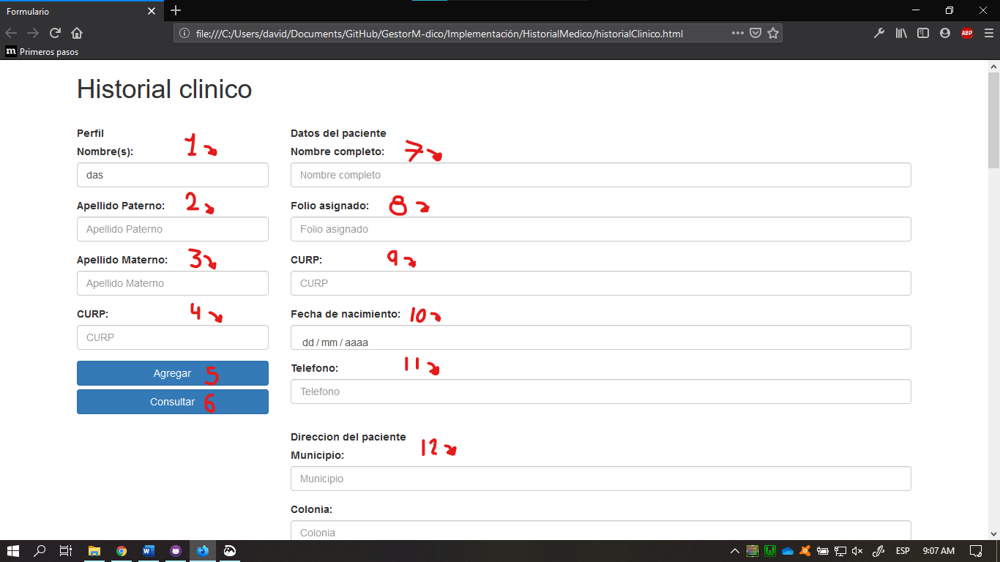 Formulario
file:///C:/Users/david/Documents/GitHub/GestorM-dico/Implementación/HistorialMedico/historialClinico.html
ABP
m Primeros pasos
Historial clinico
Perfil
Nombre(s): 1
das
Apellido Paterno: 2
Apellido Paterno
Apellido Materno: 3
Apellido Materno
CURP: 4
CURP
Agregar 5
Consultar 6
Datos del paciente
Nombre completo: 7
Nombre completo
Folio asignado: 8
Folio asignado
CURP: 9
CURP
Fecha de nacimiento: 10
dd / mm / aaaa
Telefono: 11
Telefono
Direccion del paciente
Municipio: 12
Municipio
Colonia:
Colonia
ESP
9:07 AM